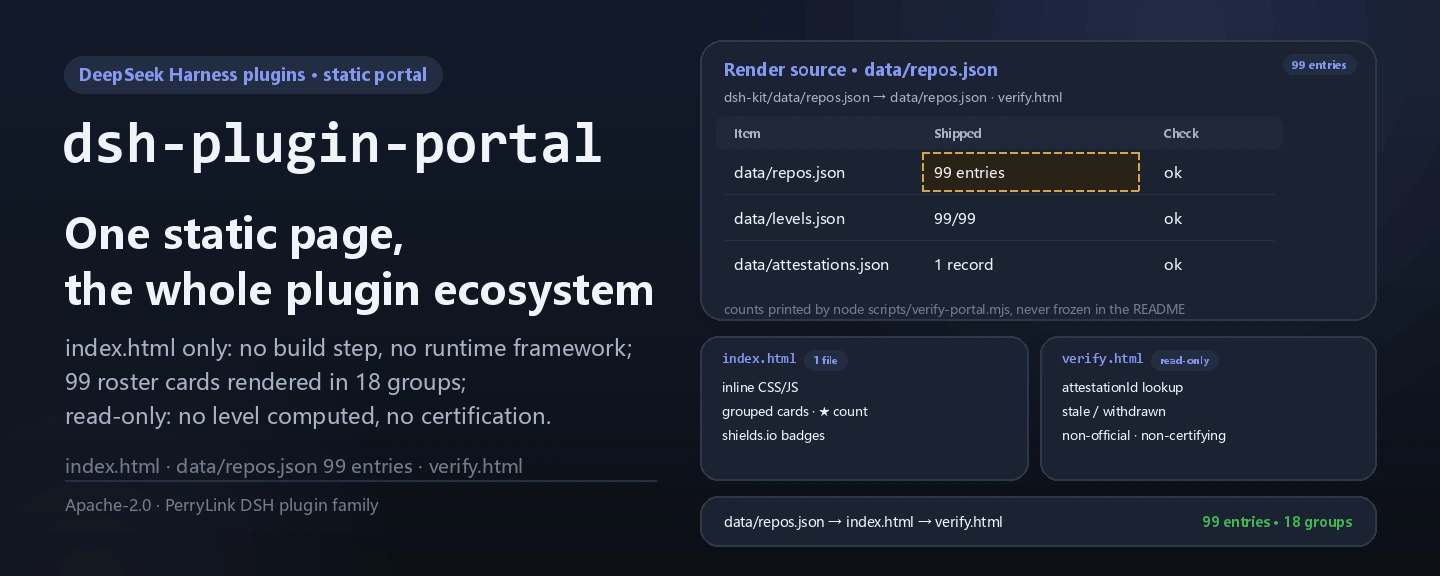 DeepSeek Harness plugins • static portal
dsh-plugin-portal
One static page,
the whole plugin ecosystem
index.html only: no build step, no runtime framework;
99 roster cards rendered in 18 groups;
read-only: no level computed, no certification.
index.html · data/repos.json 99 entries · verify.html
Apache-2.0 · PerryLink DSH plugin family
Render source • data/repos.json
99 entries
dsh-kit/data/repos.json → data/repos.json · verify.html
Item Shipped Check
data/repos.json 99 entries ok
data/levels.json 99/99 ok
data/attestations.json 1 record ok
counts printed by node scripts/verify-portal.mjs, never frozen in the README
index.html 1 file
inline CSS/JS
grouped cards · ★ count
shields.io badges
verify.html read-only
attestationId lookup
stale / withdrawn
non-official · non-certifying
data/repos.json → index.html → verify.html
99 entries • 18 groups